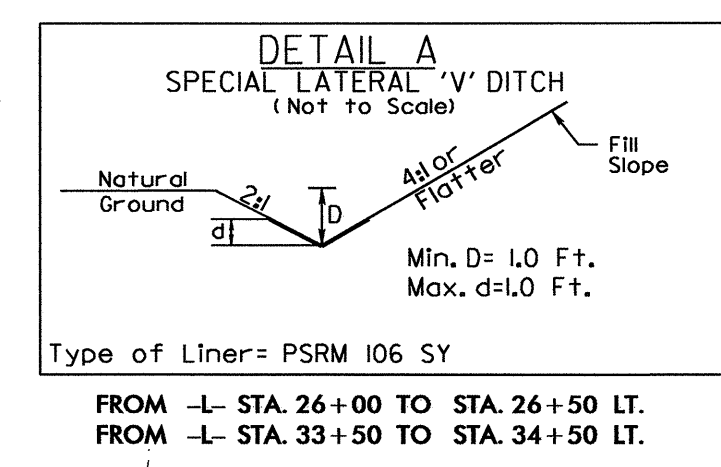 DETAIL A
SPECIAL LATERAL 'V' DITCH
(Not to Scale)
Natural
Ground
2:1
d
D
4:1 or
Flatter
Fill
Slope
Min. D= 1.0 Ft.
Max. d=1.0 Ft.
Type of Liner= PSRM 106 SY
FROM -L- STA. 26+00 TO STA. 26+50 LT.
FROM -L- STA. 33+50 TO STA. 34+50 LT.